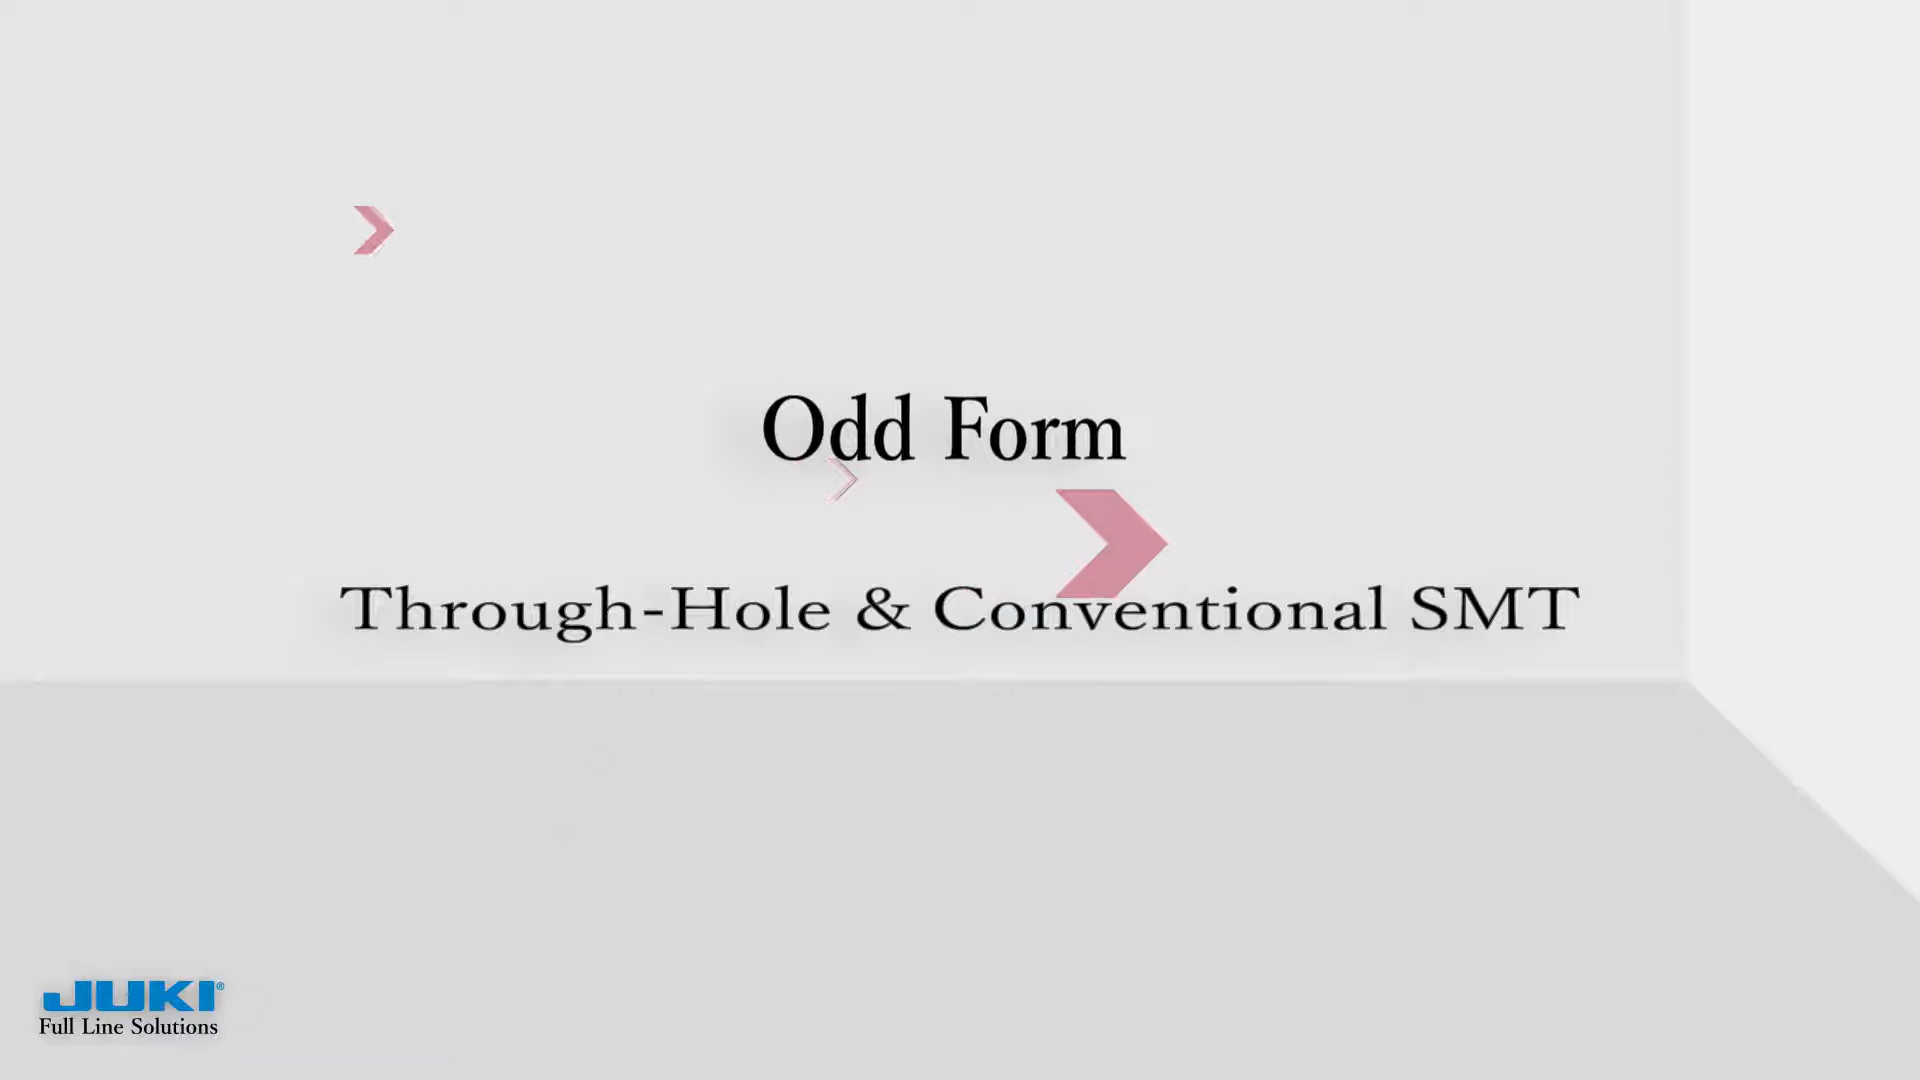 Odd Form
Through-Hole & Conventional SMT
JUKI®
Full Line Solutions